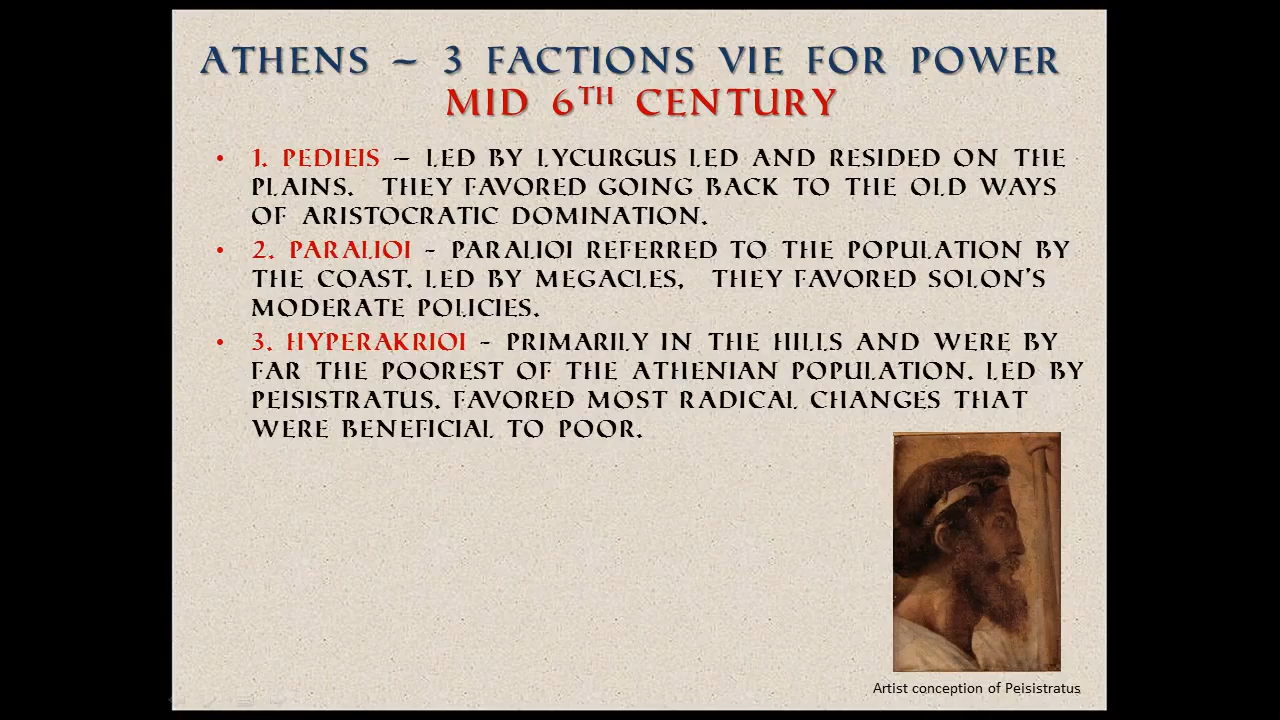 ATHENS – 3 FACTIONS VIE FOR POWER
MID 6TH CENTURY
• 1. PEDIEIS – LED BY LYCURGUS LED AND RESIDED ON THE
PLAINS. THEY FAVORED GOING BACK TO THE OLD WAYS
OF ARISTOCRATIC DOMINATION.
• 2. PARALIOI - PARALIOI REFERRED TO THE POPULATION BY
THE COAST. LED BY MEGACLES, THEY FAVORED SOLON'S
MODERATE POLICIES.
• 3. HYPERAKRIOI - PRIMARILY IN THE HILLS AND WERE BY
FAR THE POOREST OF THE ATHENIAN POPULATION. LED BY
PEISISTRATUS. FAVORED MOST RADICAL CHANGES THAT
WERE BENEFICIAL TO POOR.
Artist conception of Peisistratus